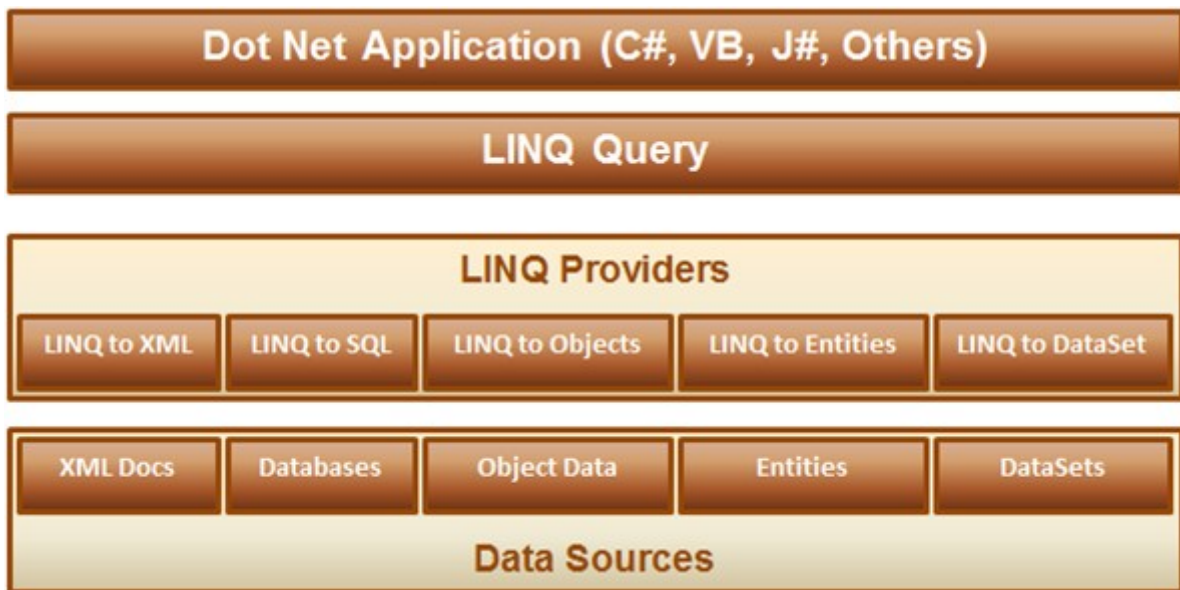 Dot Net Application (C#, VB, J#, Others)
LINQ Query
LINQ Providers
LINQ to XML LINQ to SQL LINQ to Objects LINQ to Entities LINQ to DataSet
XML Docs Databases Object Data Entities DataSets
Data Sources